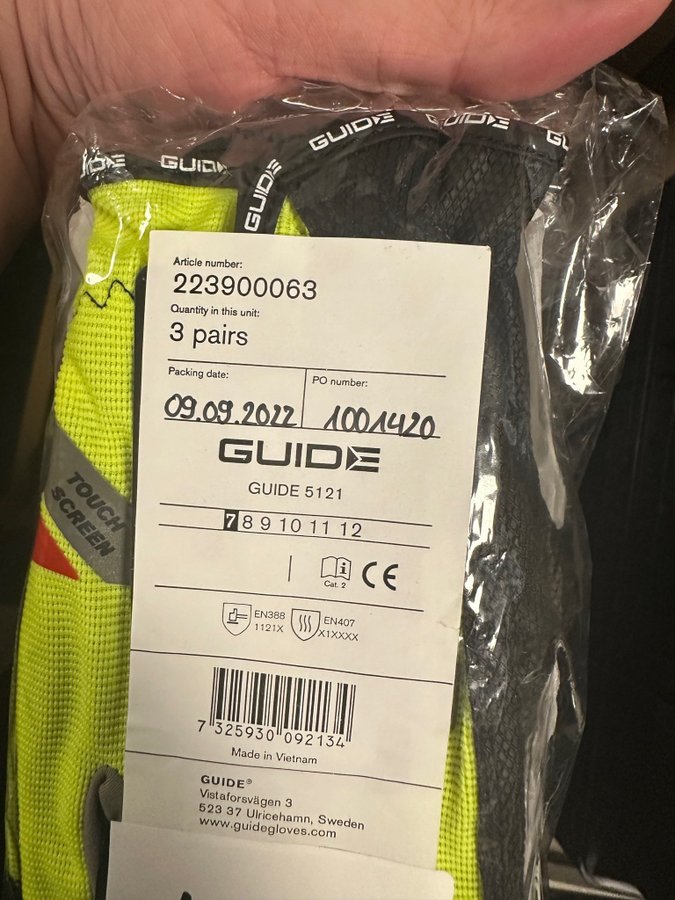 GUIDE
GUIDE
GUIDE
GUIDE
Article number:
223900063
Quantity in this unit:
3 pairs
Packing date:
PO number:
09.09.2022
1001420
GUIDE
GUIDE 5121
7 8 9 10 11 12
Cat. 2
CE
EN388
1121X
EN407
X1XXXX
7 325930 092134
Made in Vietnam
GUIDE®
Vistaforsvägen 3
523 37 Ulricehamn, Sweden
www.guidegloves.com
TOUCH
SCREEN